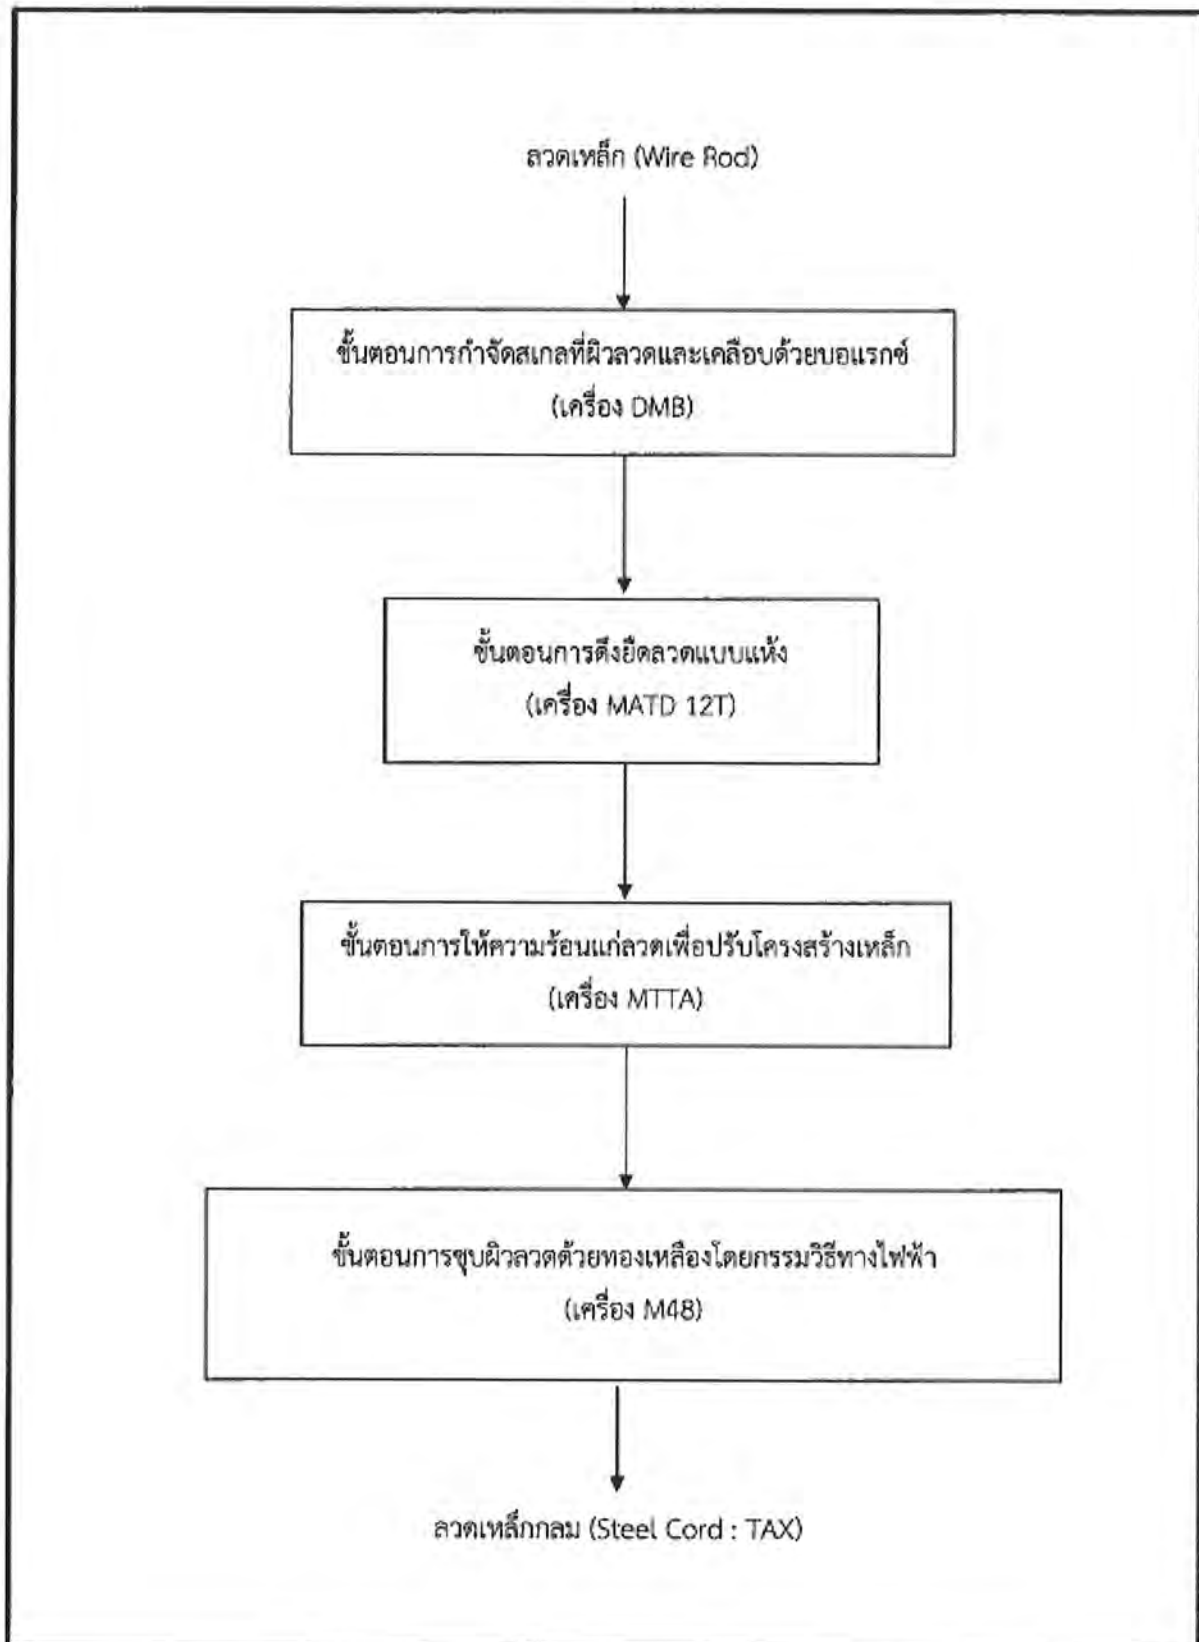 ลวดเหล็ก (Wire Rod)
ขั้นตอนการกำจัดสเกลที่ผิวลวดและเคลือบด้วยบอแรกซ์
(เครื่อง DMB)
ขั้นตอนการดึงยืดลวดแบบแห้ง
(เครื่อง MATD 12T)
ขั้นตอนการให้ความร้อนแก่ลวดเพื่อปรับโครงสร้างเหล็ก
(เครื่อง MTTA)
ขั้นตอนการชุบผิวลวดด้วยทองเหลืองโดยกรรมวิธีทางไฟฟ้า
(เครื่อง M48)
ลวดเหล็กกลม (Steel Cord : TAX)